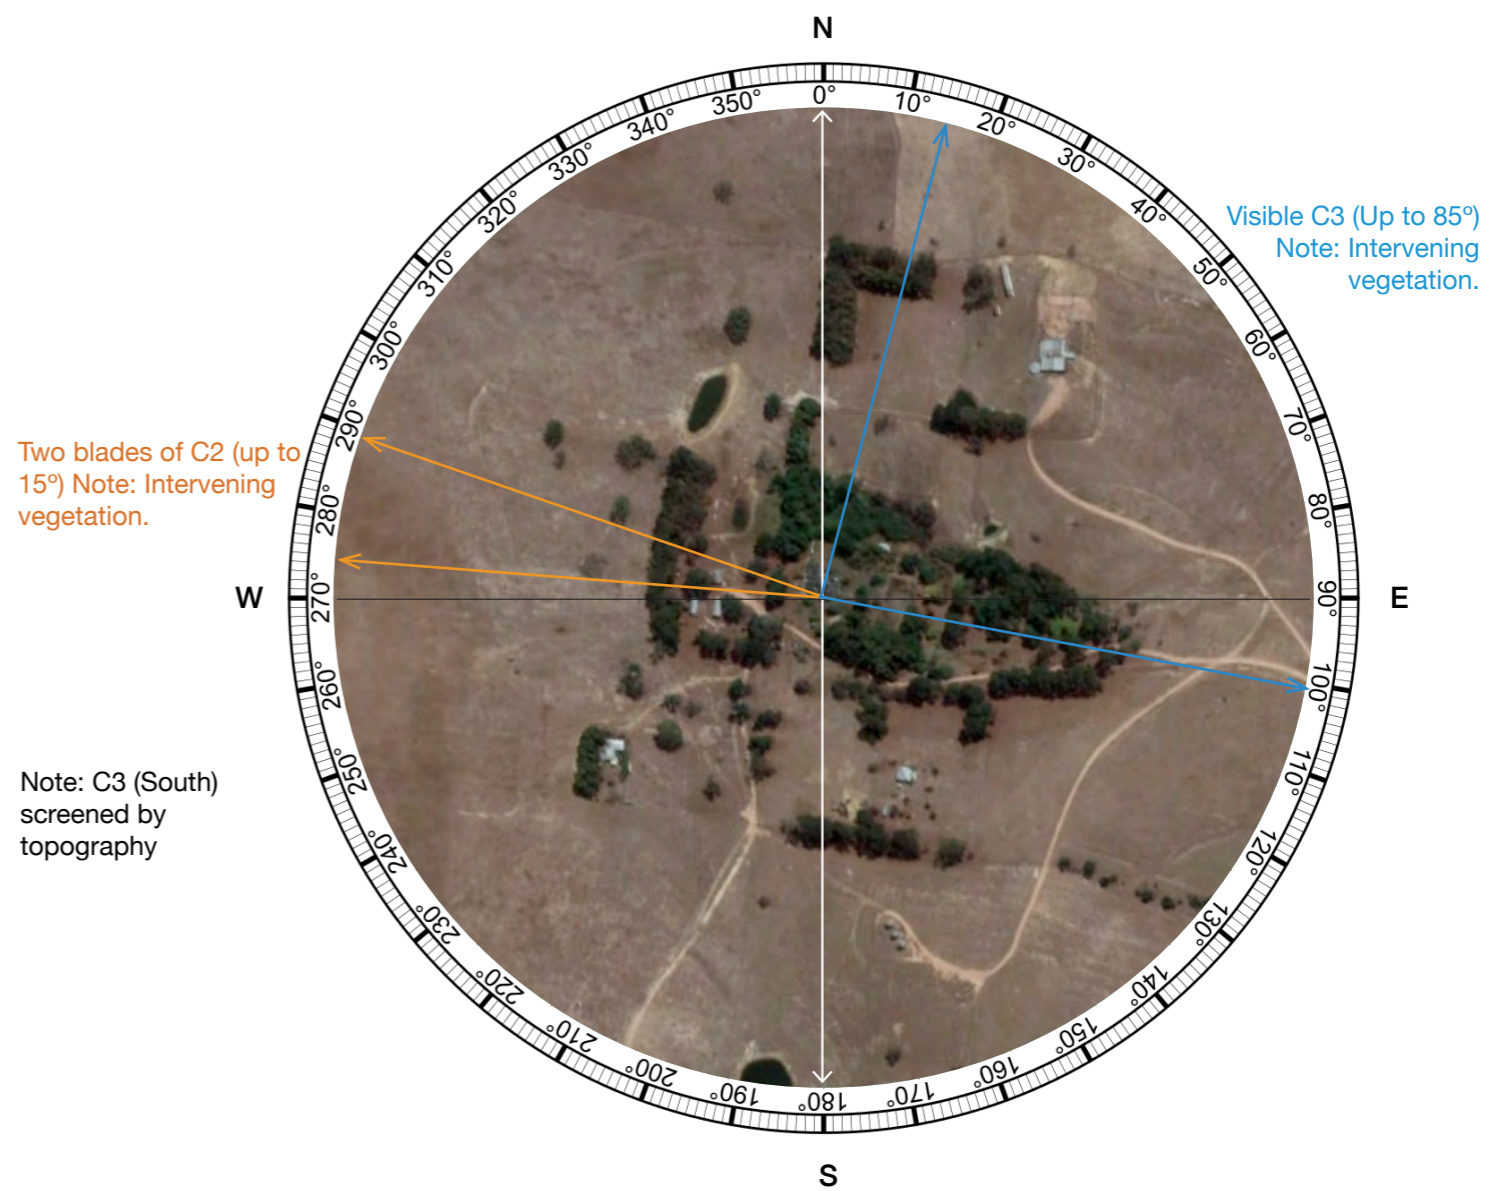 N
0°
10°
20°
30°
40°
50°
60°
70°
80°
90°
100°
110°
120°
130°
140°
150°
160°
170°
180°
190°
200°
210°
220°
230°
240°
250°
260°
270°
280°
290°
300°
310°
320°
330°
340°
350°
Visible C3 (Up to 85º)
Note: Intervening
vegetation.
Two blades of C2 (up to
15º) Note: Intervening
vegetation.
W
E
Note: C3 (South)
screened by
topography
S